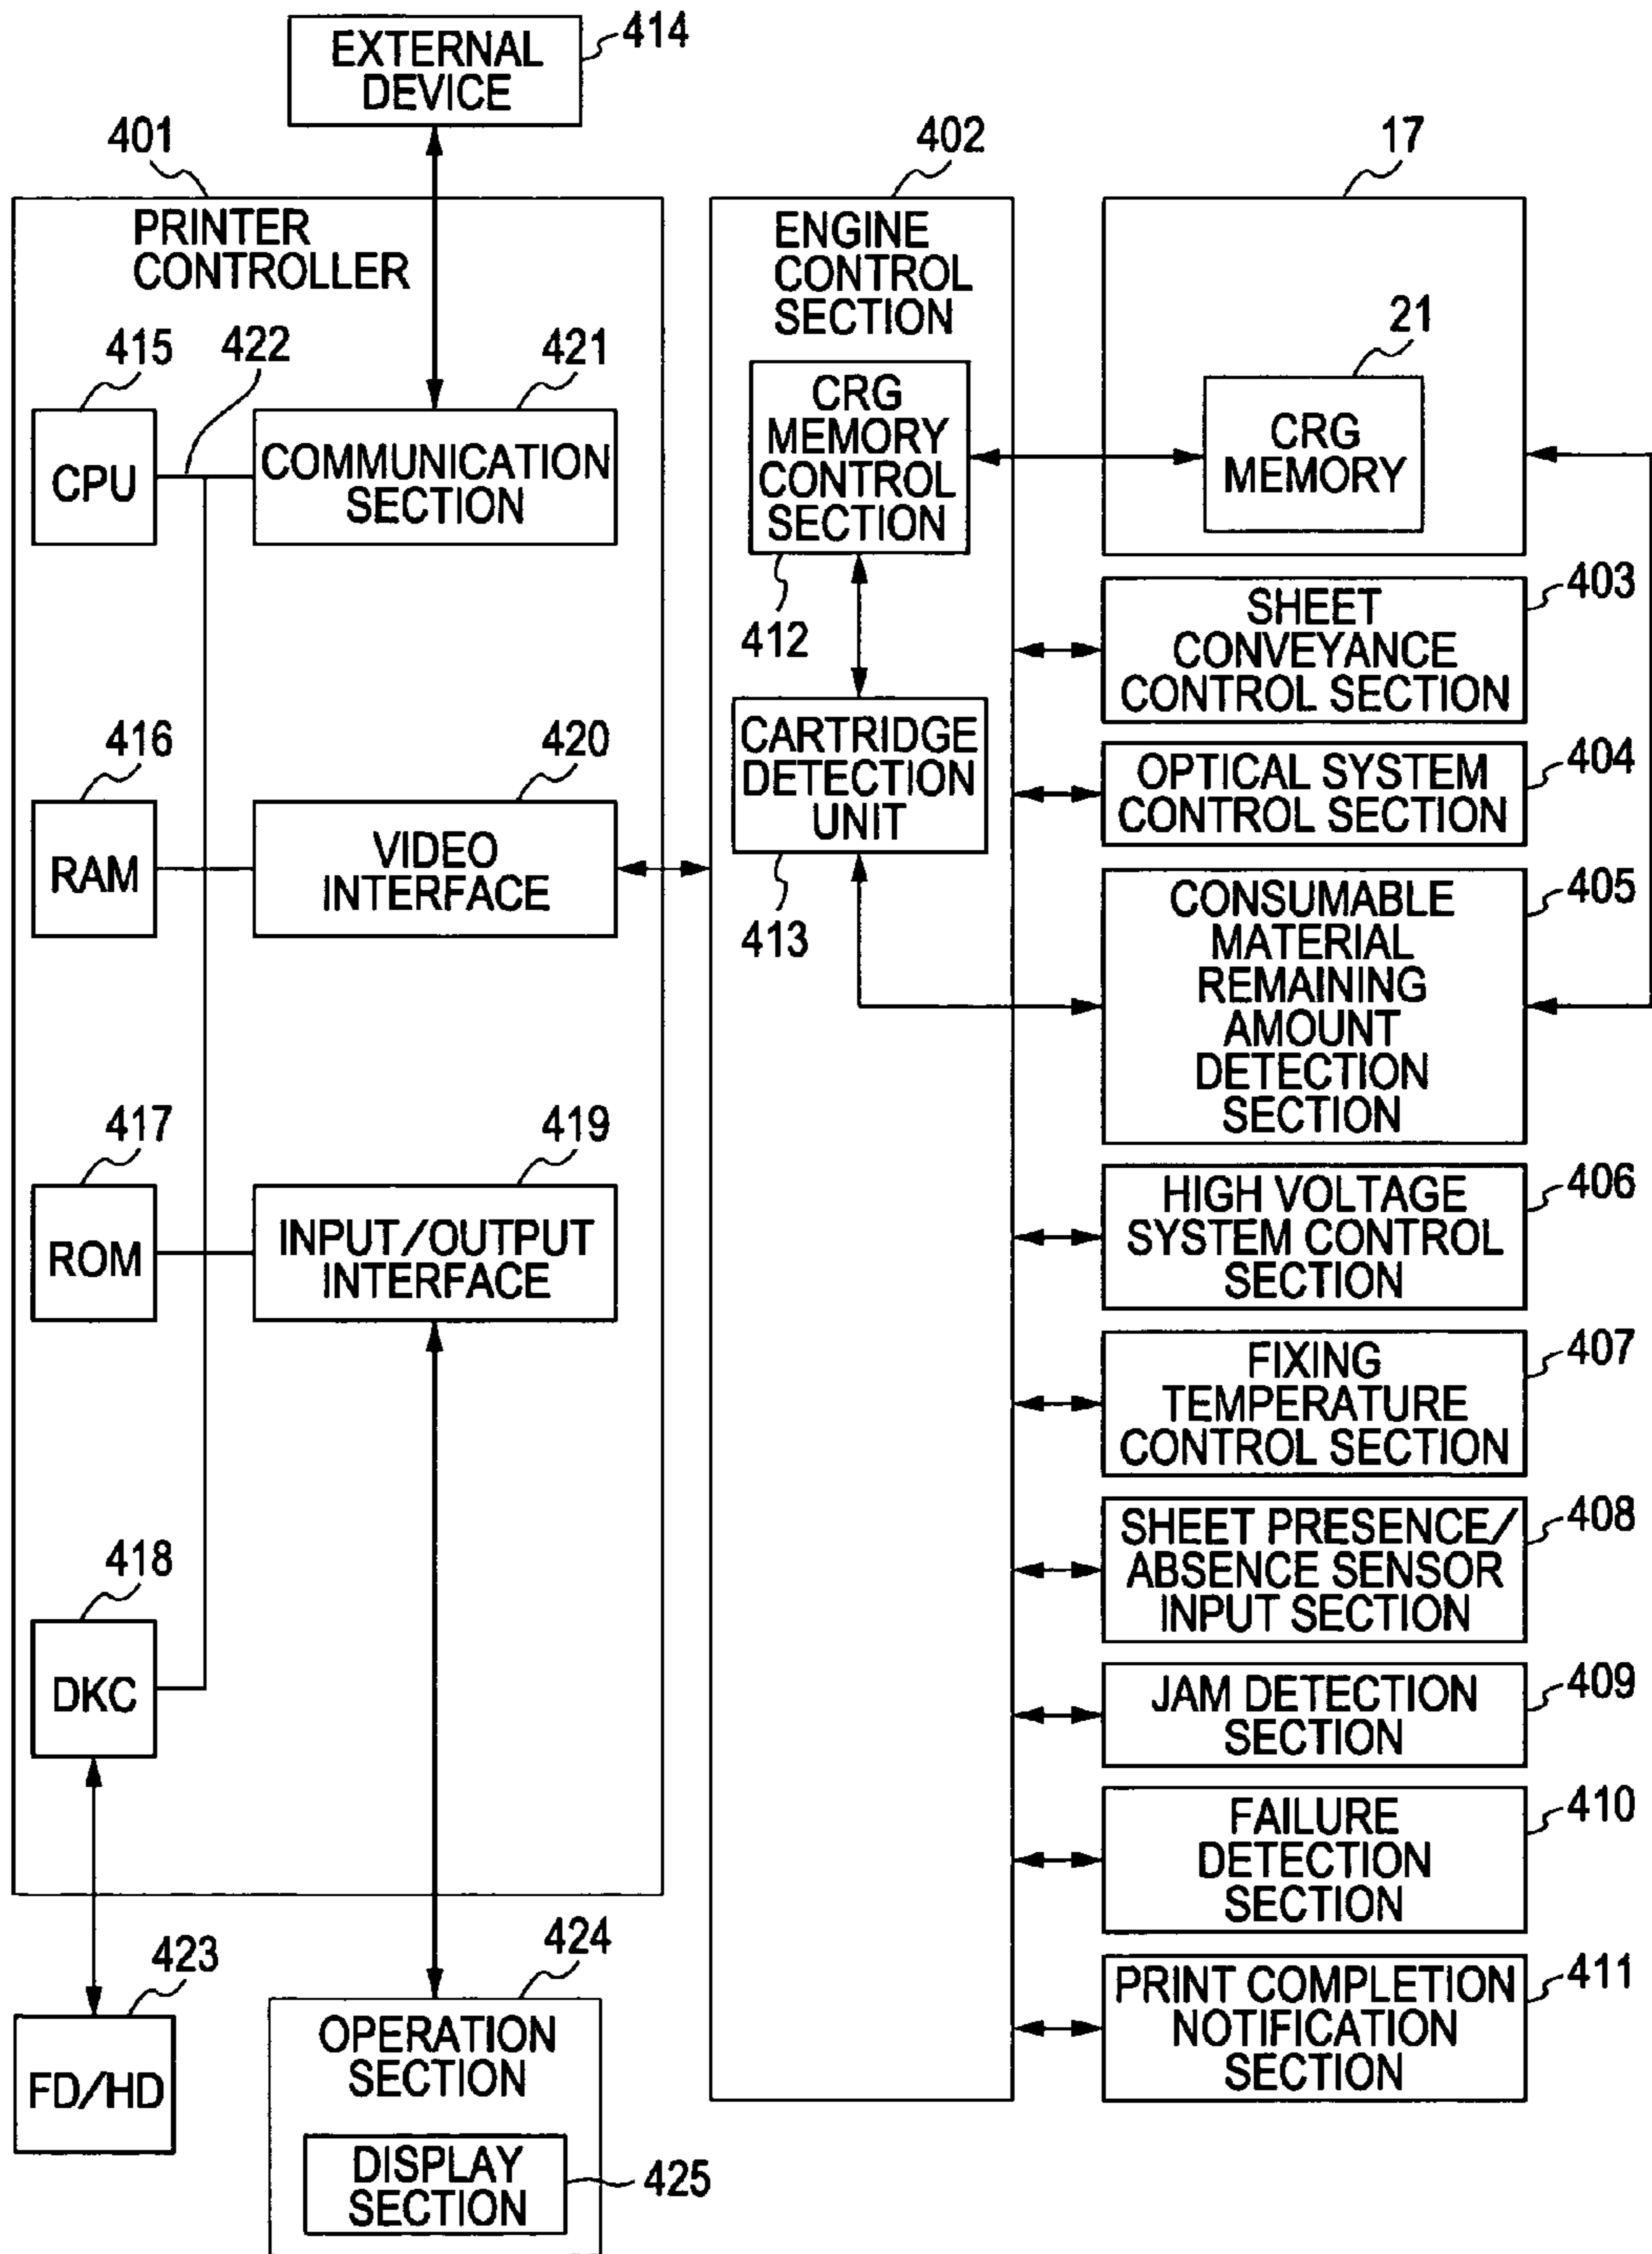 EXTERNAL
DEVICE
414
401
PRINTER
CONTROLLER
415
CPU
422
421
COMMUNICATION
SECTION
416
RAM
420
VIDEO
INTERFACE
417
ROM
419
INPUT/OUTPUT
INTERFACE
418
DKC
423
FD/HD
424
OPERATION
SECTION
DISPLAY
SECTION
425
402
ENGINE
CONTROL
SECTION
CRG
MEMORY
CONTROL
SECTION
412
CARTRIDGE
DETECTION
UNIT
413
17
21
CRG
MEMORY
SHEET
CONVEYANCE
CONTROL SECTION
403
OPTICAL SYSTEM
CONTROL SECTION
404
CONSUMABLE
MATERIAL
REMAINING
AMOUNT
DETECTION
SECTION
405
HIGH VOLTAGE
SYSTEM CONTROL
SECTION
406
FIXING
TEMPERATURE
CONTROL SECTION
407
SHEET PRESENCE/
ABSENCE SENSOR
INPUT SECTION
408
JAM DETECTION
SECTION
409
FAILURE
DETECTION
SECTION
410
PRINT COMPLETION
NOTIFICATION
SECTION
411